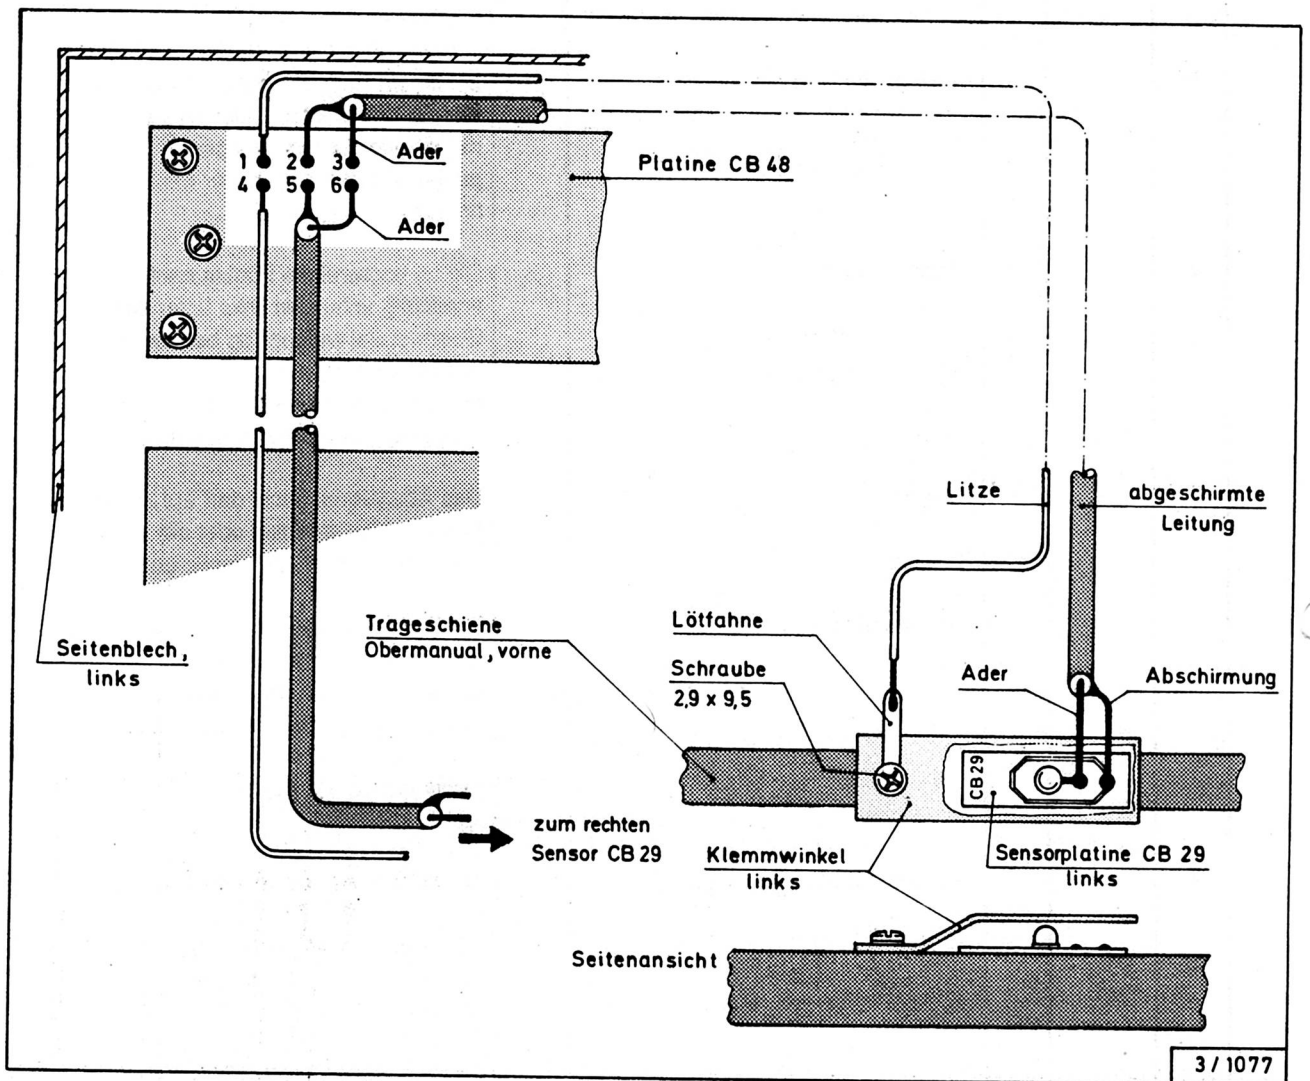 1 2 3
4 5 6
Ader
Ader
Platine CB 48
Litze
abgeschirmte
Leitung
Seitenblech,
links
Trageschiene
Obermanual, vorne
Lötfahne
Schraube
2,9 x 9,5
Ader
Abschirmung
CB 29
zum rechten
Sensor CB 29
Klemmwinkel
links
Sensorplatine CB 29
links
Seitenansicht
3 / 1077